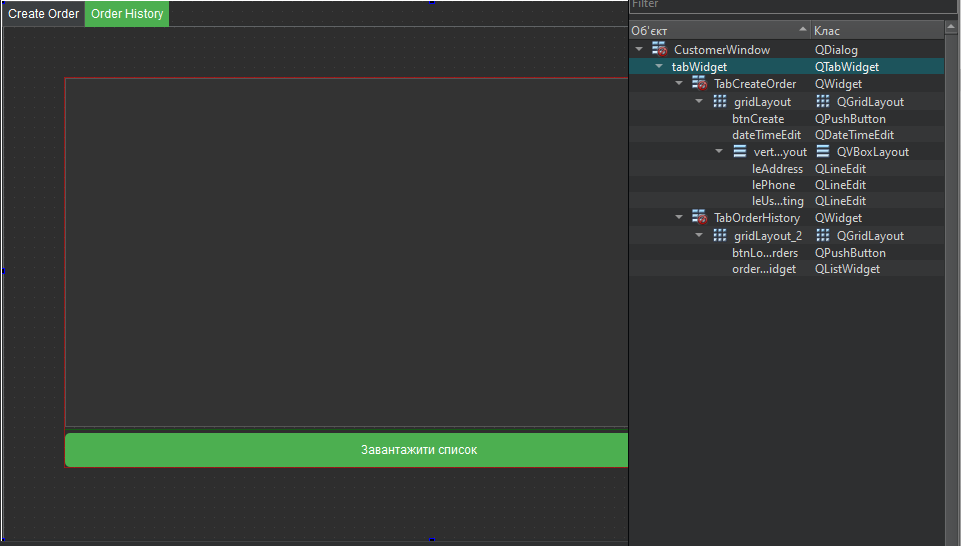 Create Order Order History
Filter
Об'єкт Клас
CustomerWindow QDialog
tabWidget QTabWidget
TabCreateOrder QWidget
gridLayout QGridLayout
btnCreate QPushButton
dateTimeEdit QDateTimeEdit
vert...yout QVBoxLayout
leAddress QLineEdit
lePhone QLineEdit
leUs...ting QLineEdit
TabOrderHistory QWidget
gridLayout_2 QGridLayout
btnLo...rders QPushButton
order...idget QListWidget
Завантажити список